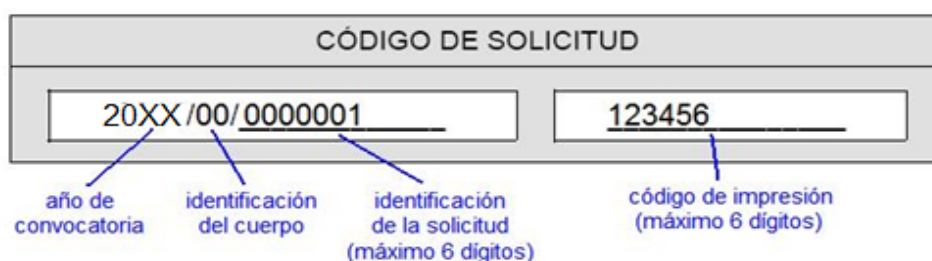 CÓDIGO DE SOLICITUD
20XX/00/0000001
123456
año de
convocatoria
identificación
del cuerpo
identificación
de la solicitud
(máximo 6 dígitos)
código de impresión
(máximo 6 dígitos)